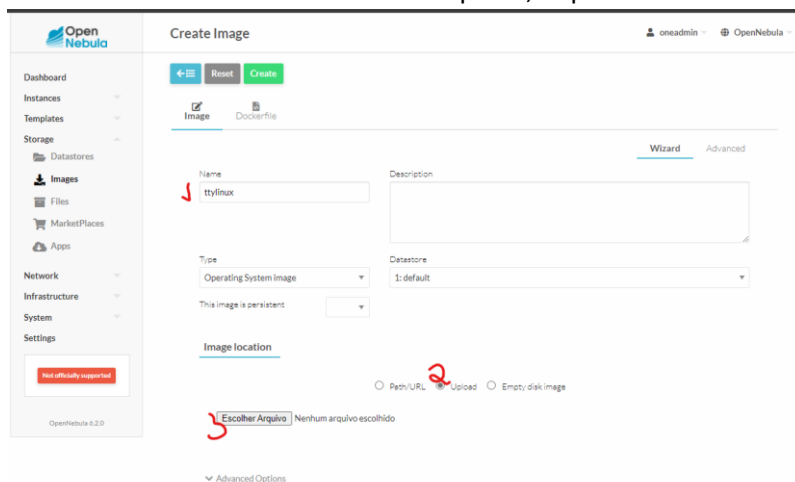 Open Nebula
Create Image
oneadmin
OpenNebula
Dashboard
Instances
Templates
Storage
Datastores
Images
Files
MarketPlaces
Apps
Network
Infrastructure
System
Settings
Not officially supported
OpenNebula 6.2.0
Reset
Create
Image
Dockerfile
Wizard
Advanced
Name
Description
1
ttylinux
Type
Datastore
Operating System image
1: default
This image is persistent
Image location
2
Path/URL
Upload
Empty disk image
3
Escolher Arquivo
Nenhum arquivo escolhido
Advanced Options